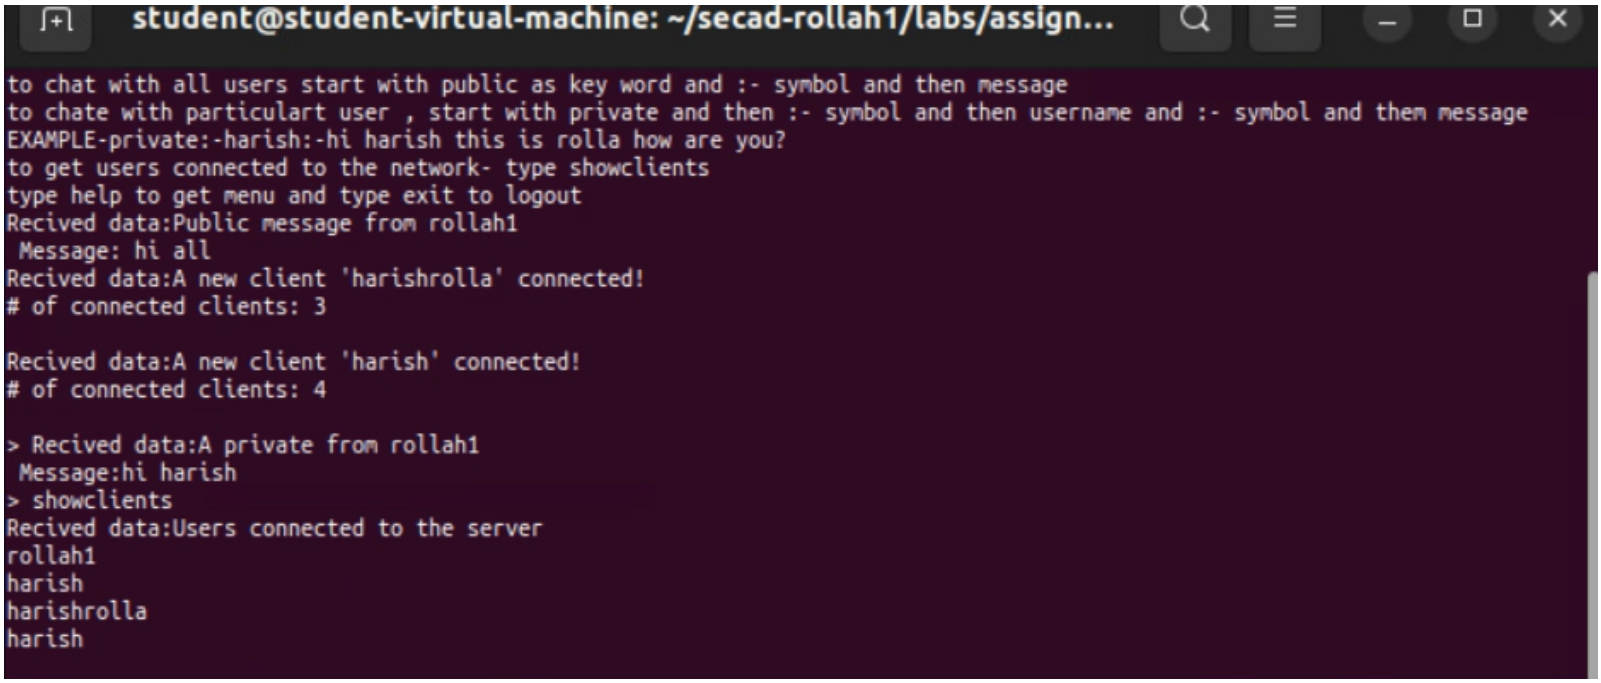 student@student-virtual-machine: ~/secad-rollah1/labs/assign...
to chat with all users start with public as key word and :- symbol and then message
to chate with particulart user , start with private and then :- symbol and then username and :- symbol and them message
EXAMPLE-private:-harish:-hi harish this is rolla how are you?
to get users connected to the network- type showclients
type help to get menu and type exit to logout
Recived data:Public message from rollah1
Message: hi all
Recived data:A new client 'harishrolla' connected!
# of connected clients: 3
Recived data:A new client 'harish' connected!
# of connected clients: 4
> Recived data:A private from rollah1
Message:hi harish
> showclients
Recived data:Users connected to the server
rollah1
harish
harishrolla
harish